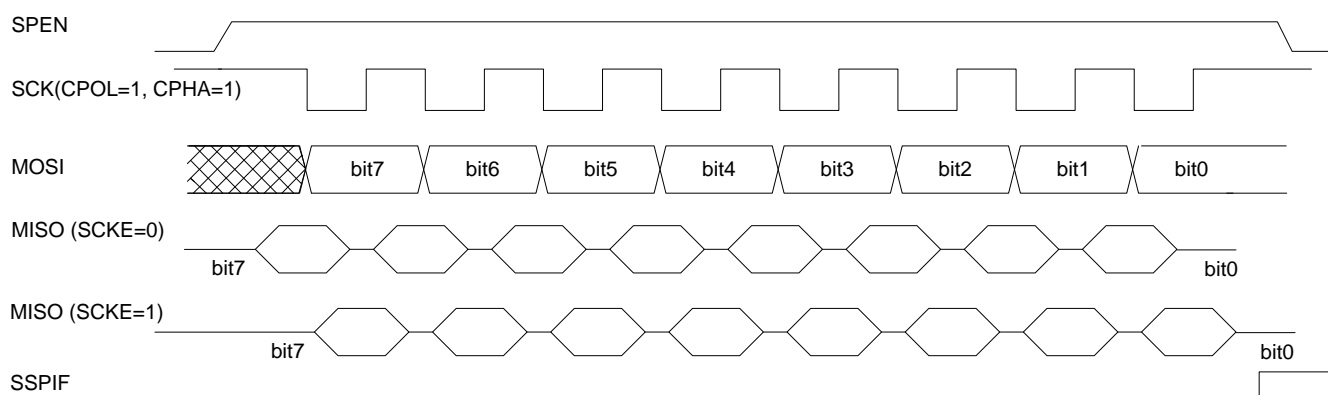 SPEN
SCK(CPOL=1, CPHA=1)
MOSI
bit7 bit6 bit5 bit4 bit3 bit2 bit1 bit0
MISO (SCKE=0)
bit7 bit0
MISO (SCKE=1)
bit7 bit0
SSPIF